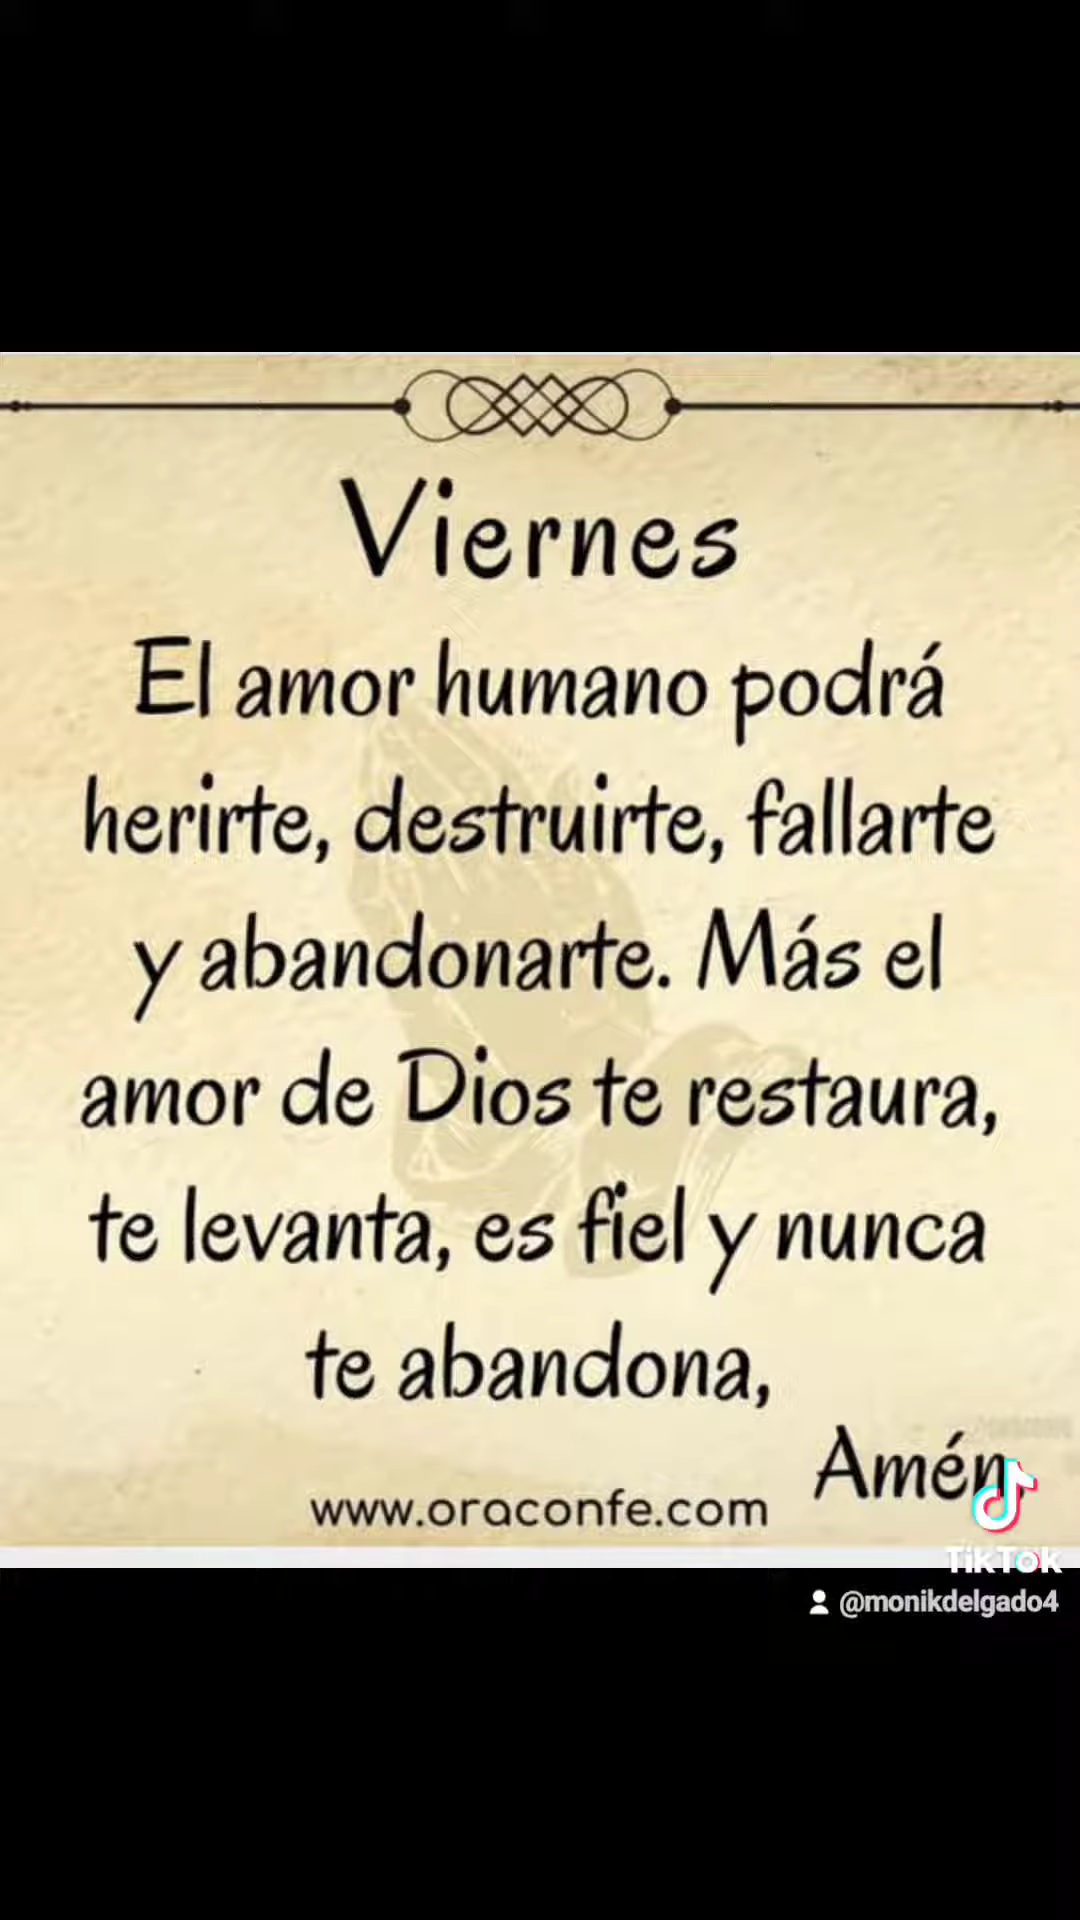 Viernes
El amor humano podrá
herirte, destruirte, fallarte
y abandonarte. Más el
amor de Dios te restaura,
te levanta, es fiel y nunca
te abandona,
Amén.
www.oraconfe.com
TikTok
@monikdelgado4